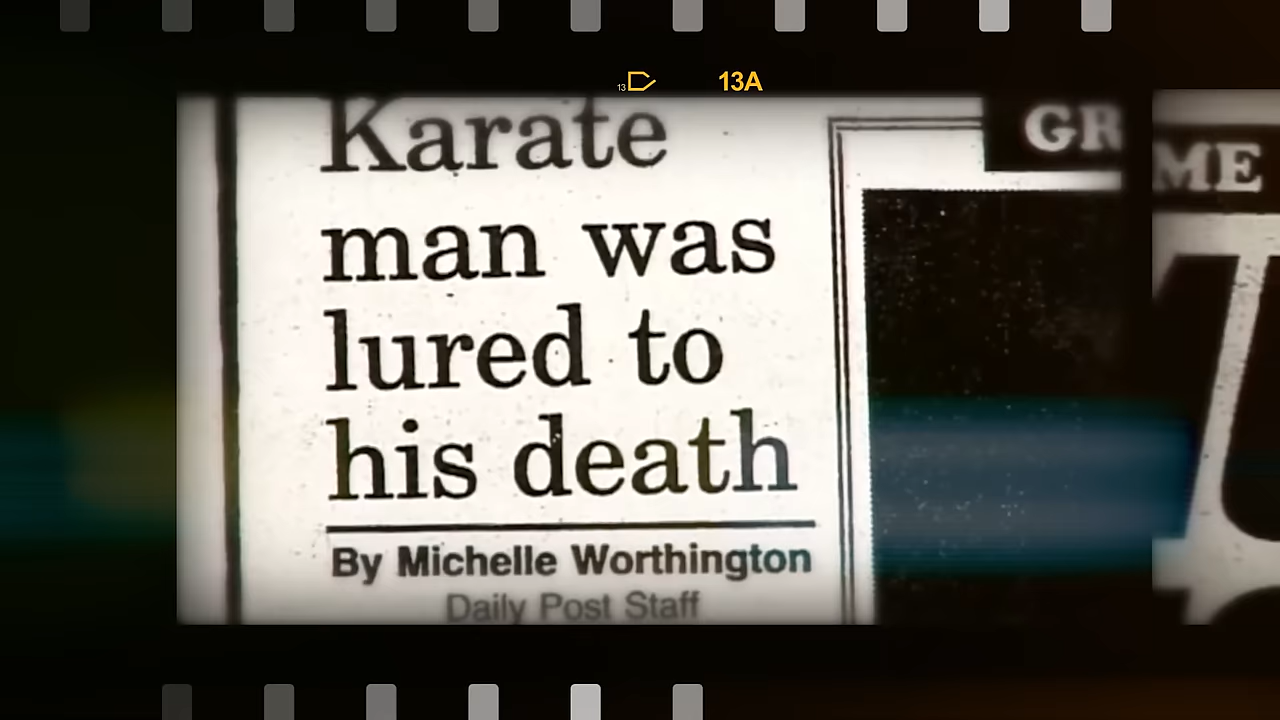 13 13A
Karate
man was
lured to
his death
By Michelle Worthington
Daily Post Staff
GR
ME